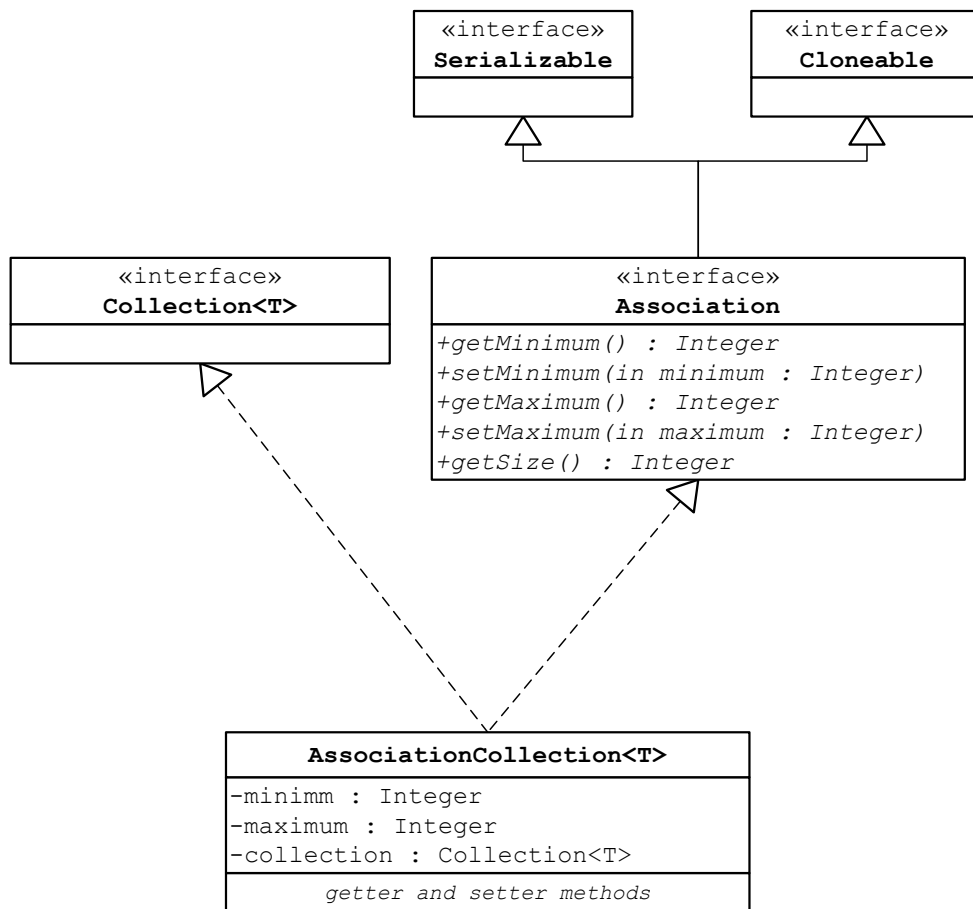 «interface»
Serializable
«interface»
Cloneable
«interface»
Collection<T>
«interface»
Association
+getMinimum() : Integer
+setMinimum(in minimum : Integer)
+getMaximum() : Integer
+setMaximum(in maximum : Integer)
+getSize() : Integer
AssociationCollection<T>
-minimm : Integer
-maximum : Integer
-collection : Collection<T>
getter and setter methods